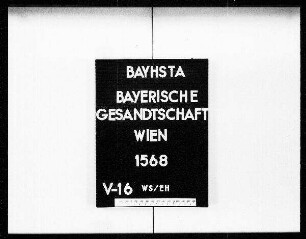 BAYHSTA
BAYERISCHE
GESANDTSCHAFT
WIEN
1568
V-16 WS/EH